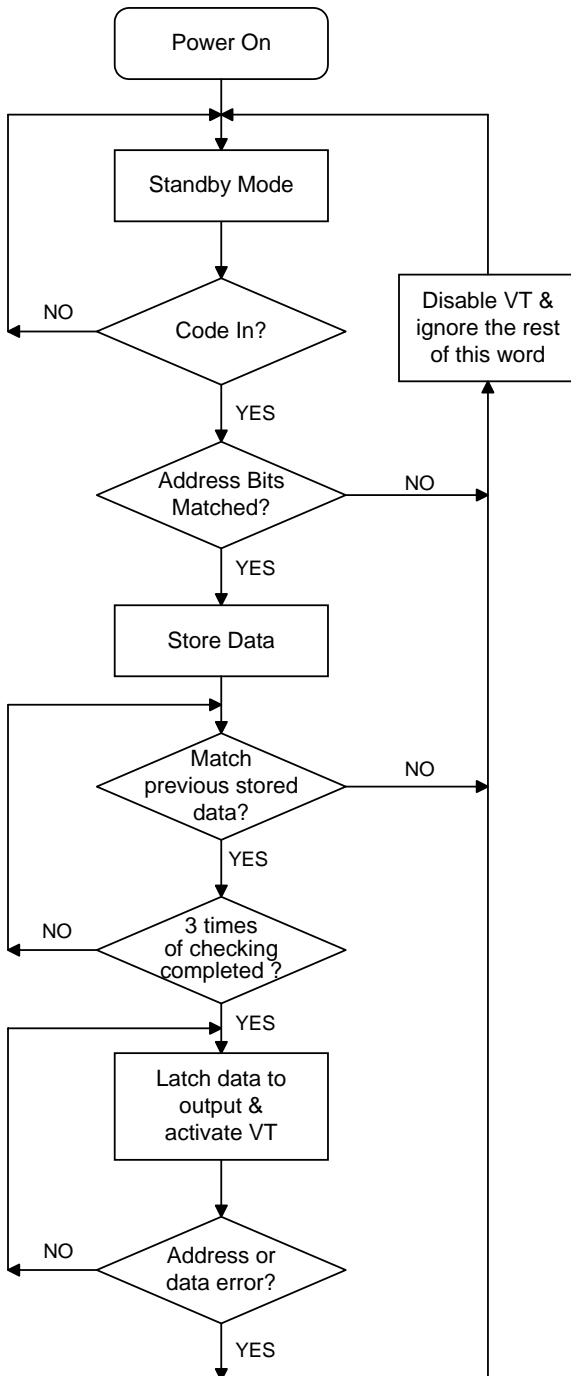 Power On
Standby Mode
NO
Code In?
Disable VT &
ignore the rest
of this word
YES
Address Bits
Matched?
NO
YES
Store Data
Match
previous stored
data?
NO
YES
NO
3 times
of checking
completed ?
YES
Latch data to
output &
activate VT
NO
Address or
data error?
YES